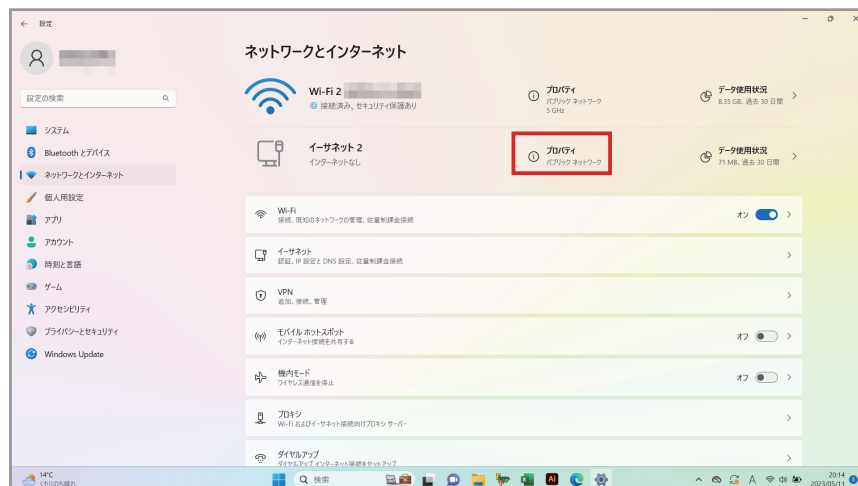 設定
ネットワークとインターネット
Wi-Fi 2
接続済み、セキュリティ保護あり
プロパティ
パブリック ネットワーク
5 GHz
データ使用状況
8.35 GB、過去 30 日間
設定の検索
イーサネット 2
インターネットなし
プロパティ
パブリック ネットワーク
データ使用状況
71 MB、過去 30 日間
システム
Bluetooth とデバイス
ネットワークとインターネット
個人用設定
アプリ
アカウント
時刻と言語
ゲーム
アクセシビリティ
プライバシーとセキュリティ
Windows Update
Wi-Fi
接続、既知のネットワークの管理、従量制課金接続
オン
イーサネット
認証、IP 設定と DNS 設定、従量制課金接続
VPN
追加、接続、管理
モバイル ホットスポット
インターネット接続を共有する
オフ
機内モード
ワイヤレス通信を停止
オフ
プロキシ
Wi-Fi およびイーサネット接続向けプロキシ サーバー
ダイヤルアップ
ダイヤルアップ インターネット接続をセットアップ
14°C
くもりのち晴れ
検索
Ai
A
20:14
2023/05/11